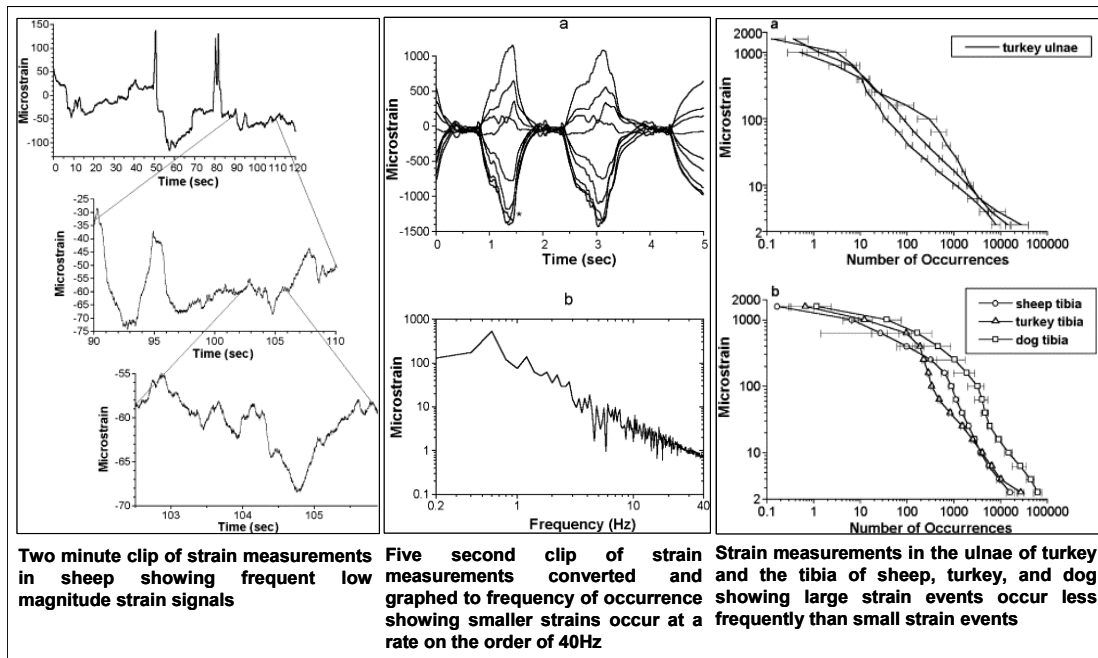 150
100
50
0
-50
-100
Microstrain
0 10 20 30 40 50 60 70 80 90 100 110 120
Time (sec)
-25
-30
-35
-40
-45
-50
-55
-60
-65
-70
-75
Microstrain
90 95 100 105 110
Time (sec)
-55
-60
-65
-70
Microstrain
103 104 105
Time (sec)
Two minute clip of strain measurements
in sheep showing frequent low
magnitude strain signals
a
1500
1000
500
0
-500
-1000
-1500
Microstrain
*
0 1 2 3 4 5
Time (sec)
b
1000
100
10
1
0.1
Microstrain
0.2 1 10 40
Frequency (Hz)
Five second clip of strain
measurements converted and
graphed to frequency of occurrence
showing smaller strains occur at a
rate on the order of 40Hz
a
2000
1000
100
10
2
Microstrain
turkey ulnae
0.1 1 10 100 1000 10000 100000
Number of Occurrences
b
2000
1000
100
10
2
Microstrain
sheep tibia
turkey tibia
dog tibia
0.1 1 10 100 1000 10000 100000
Number of Occurrences
Strain measurements in the ulnae of turkey
and the tibia of sheep, turkey, and dog
showing large strain events occur less
frequently than small strain events